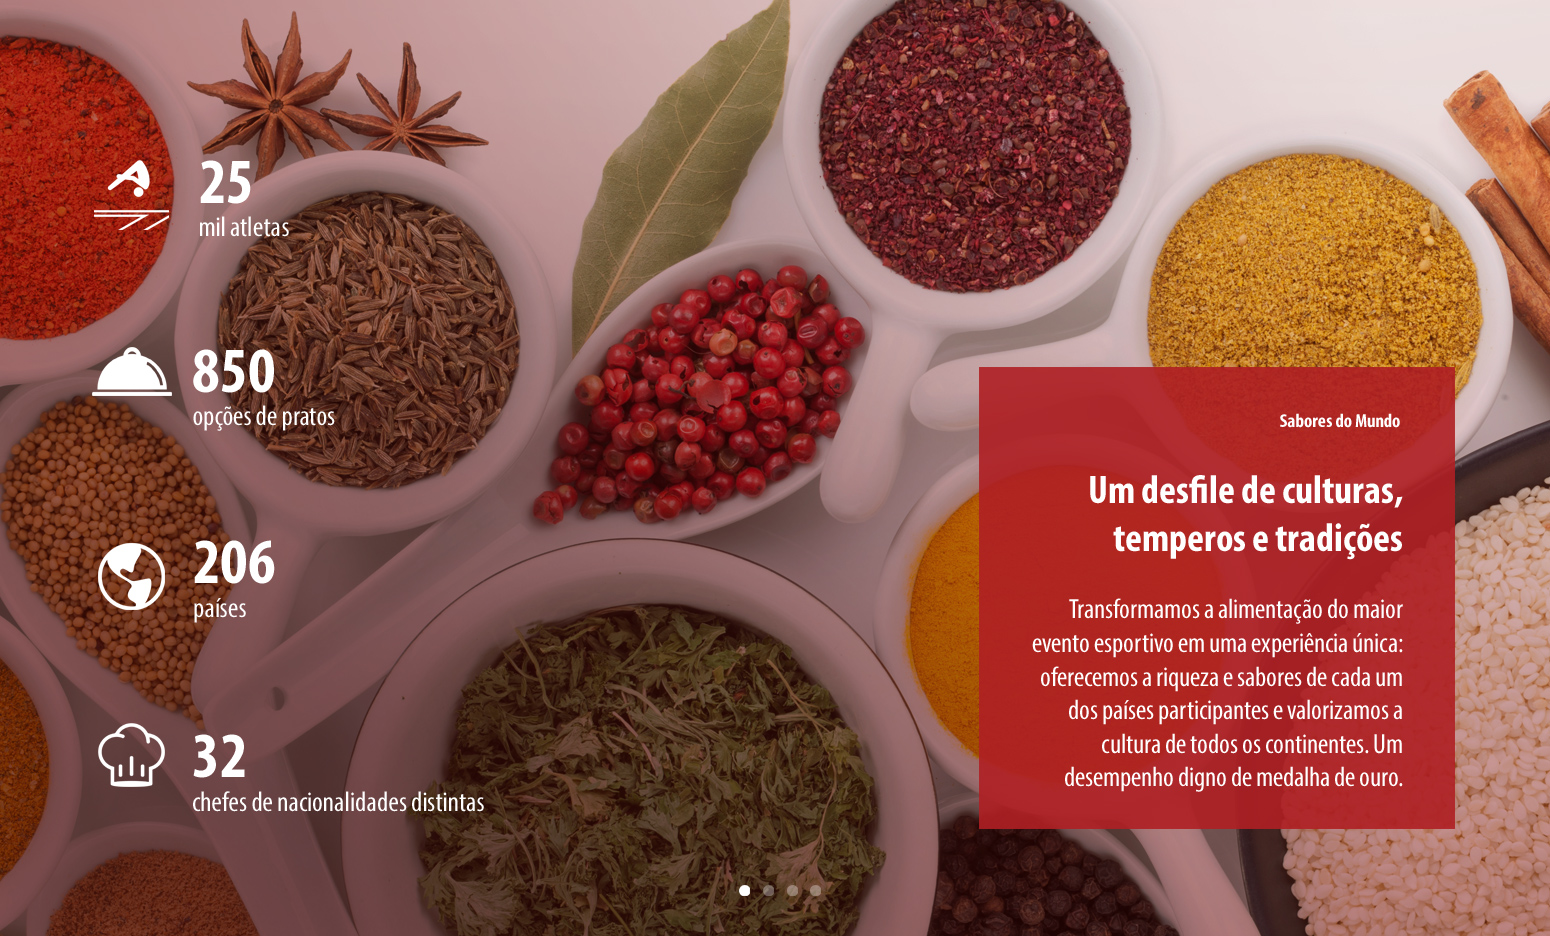 25
mil atletas
850
opções de pratos
206
países
32
chefes de nacionalidades distintas
Sabores do Mundo
Um desfile de culturas,
temperos e tradições
Transformamos a alimentação do maior
evento esportivo em uma experiência única:
oferecemos a riqueza e sabores de cada um
dos países participantes e valorizamos a
cultura de todos os continentes. Um
desempenho digno de medalha de ouro.